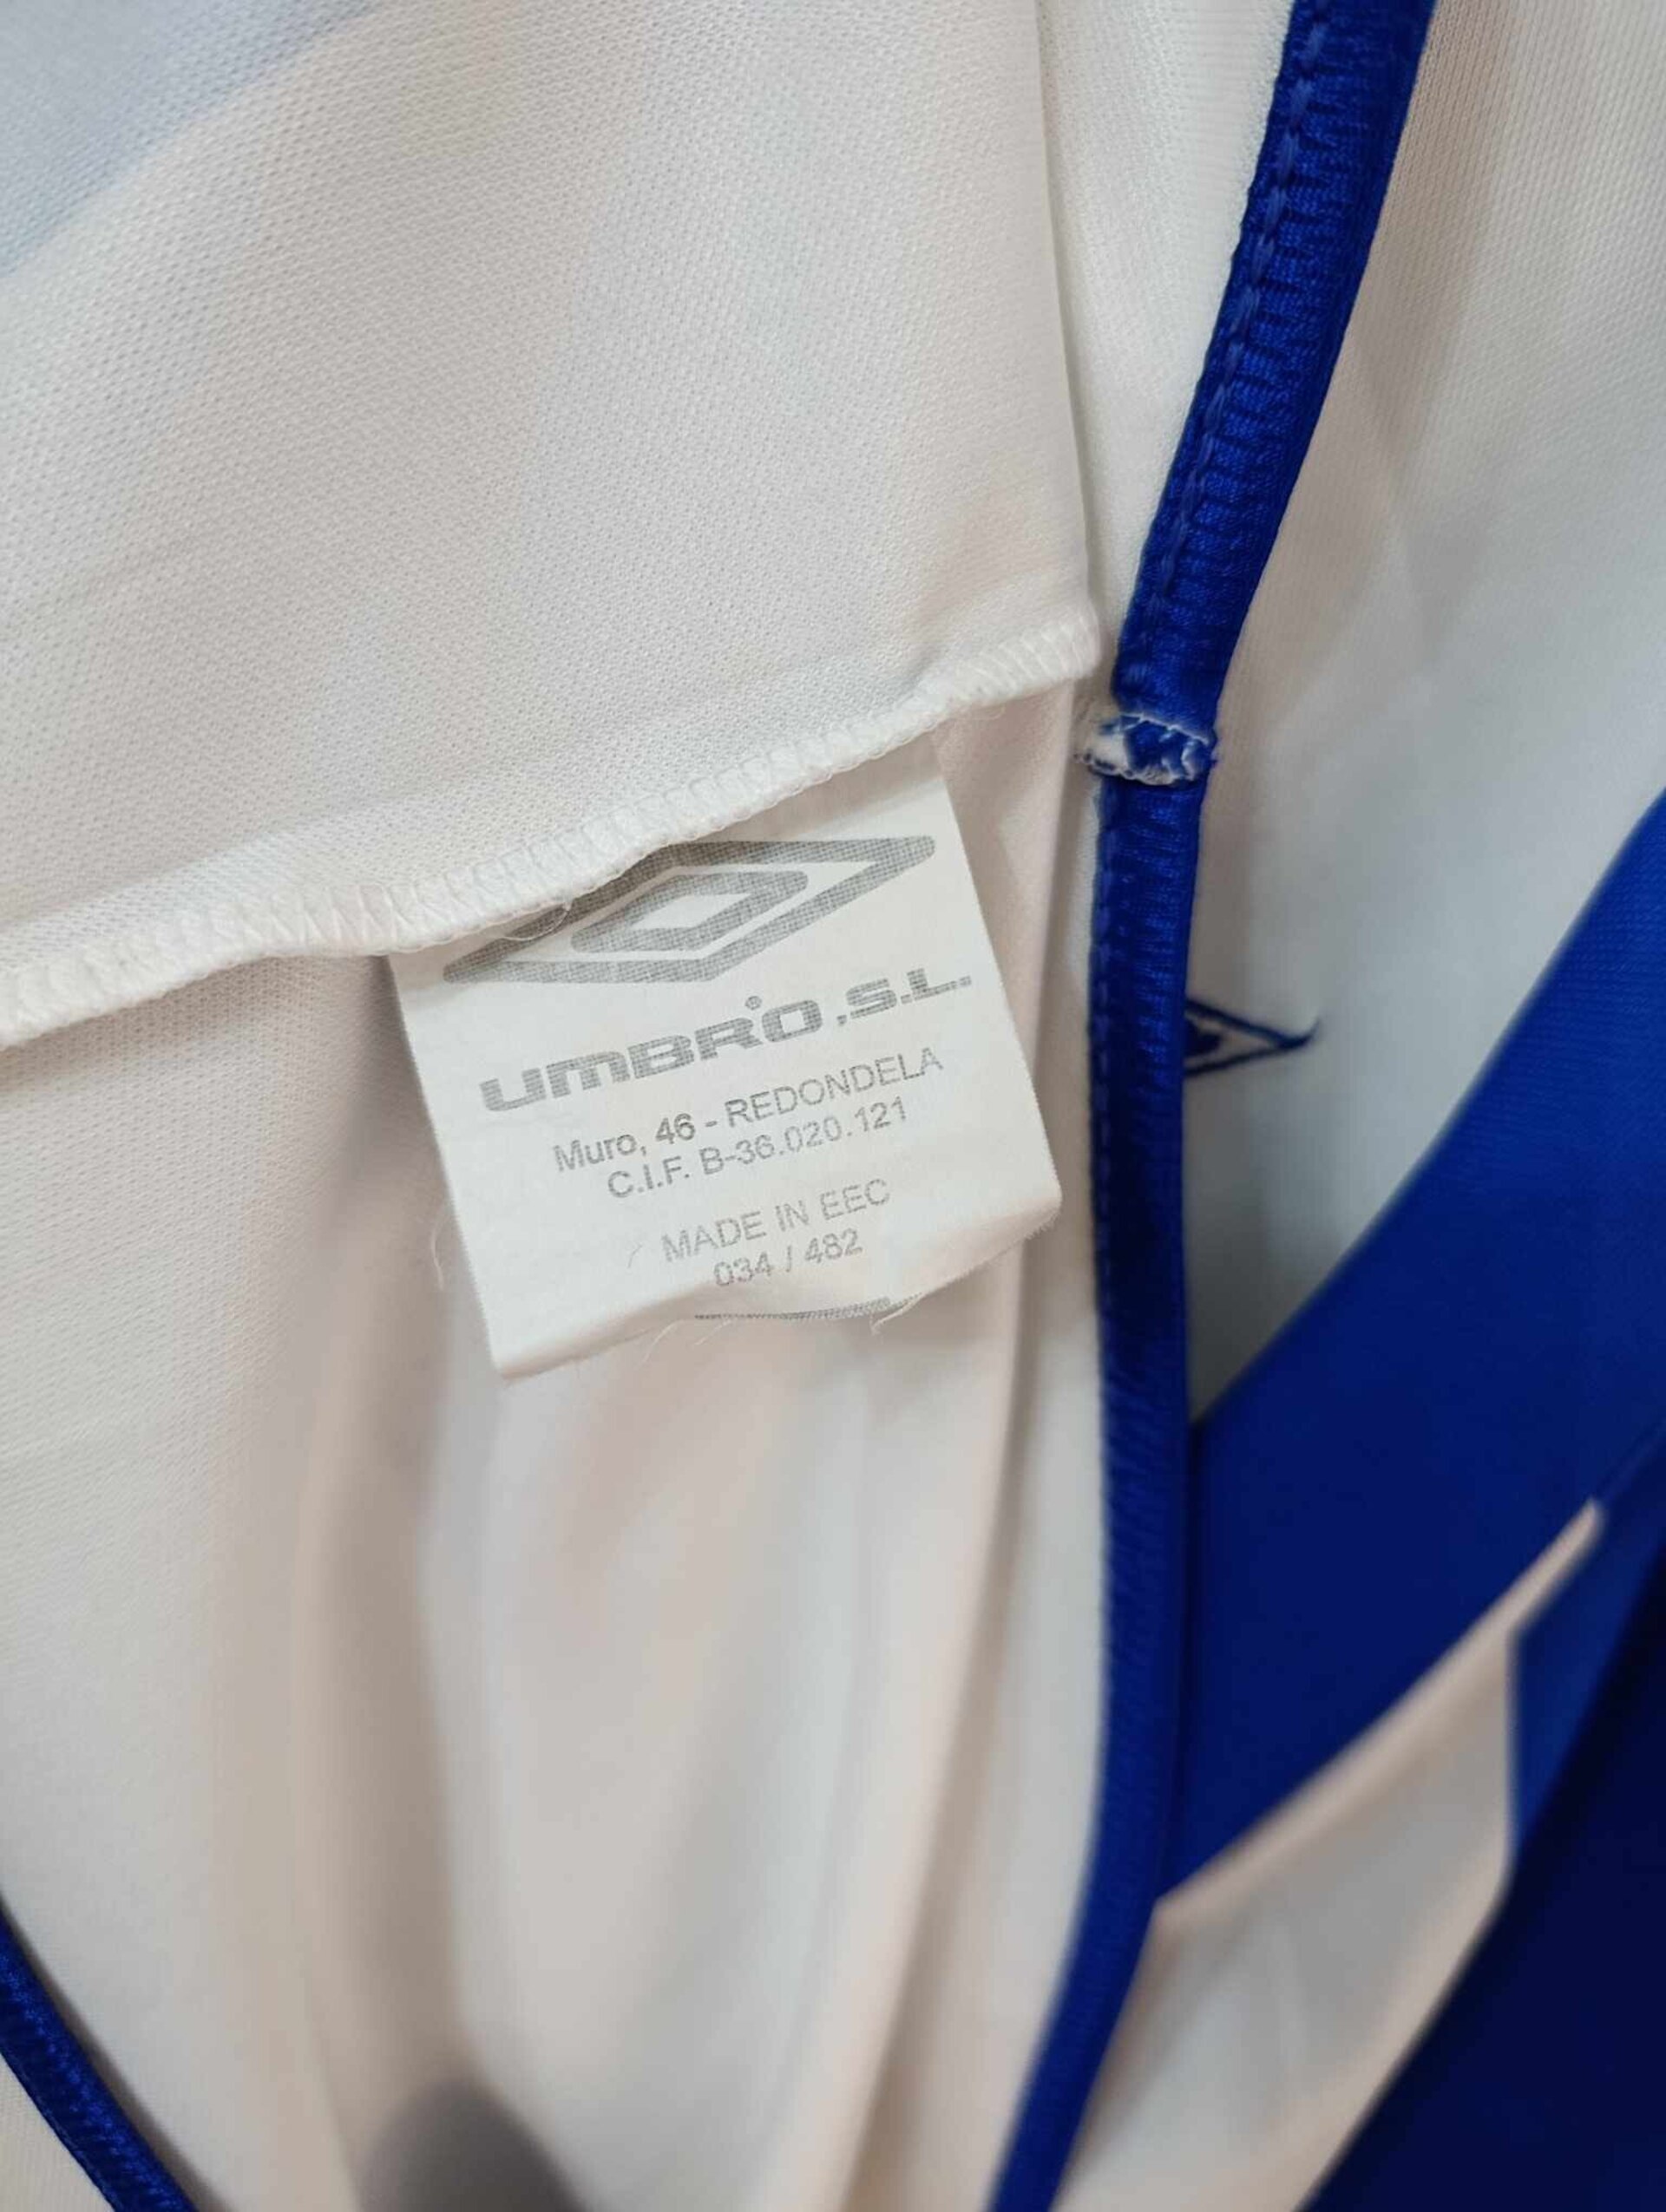 UMBRO, S.L.
Muro, 46 - REDONDELA
C.I.F. B-36.020.121
MADE IN EEC
034 / 482